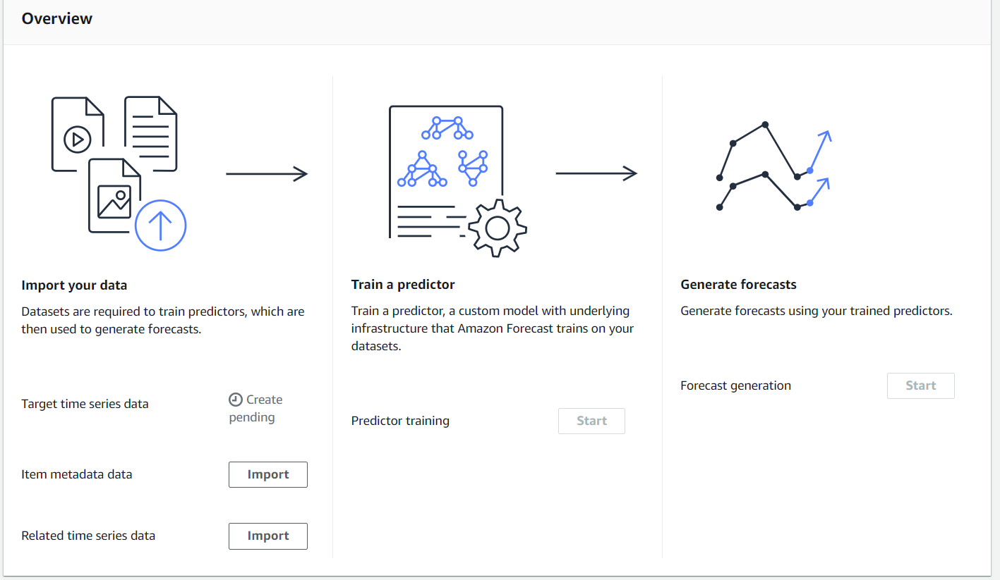 Overview
Import your data
Datasets are required to train predictors, which are
then used to generate forecasts.
Target time series data
Create
pending
Item metadata data
Import
Related time series data
Import
Train a predictor
Train a predictor, a custom model with underlying
infrastructure that Amazon Forecast trains on your
datasets.
Predictor training
Start
Generate forecasts
Generate forecasts using your trained predictors.
Forecast generation
Start